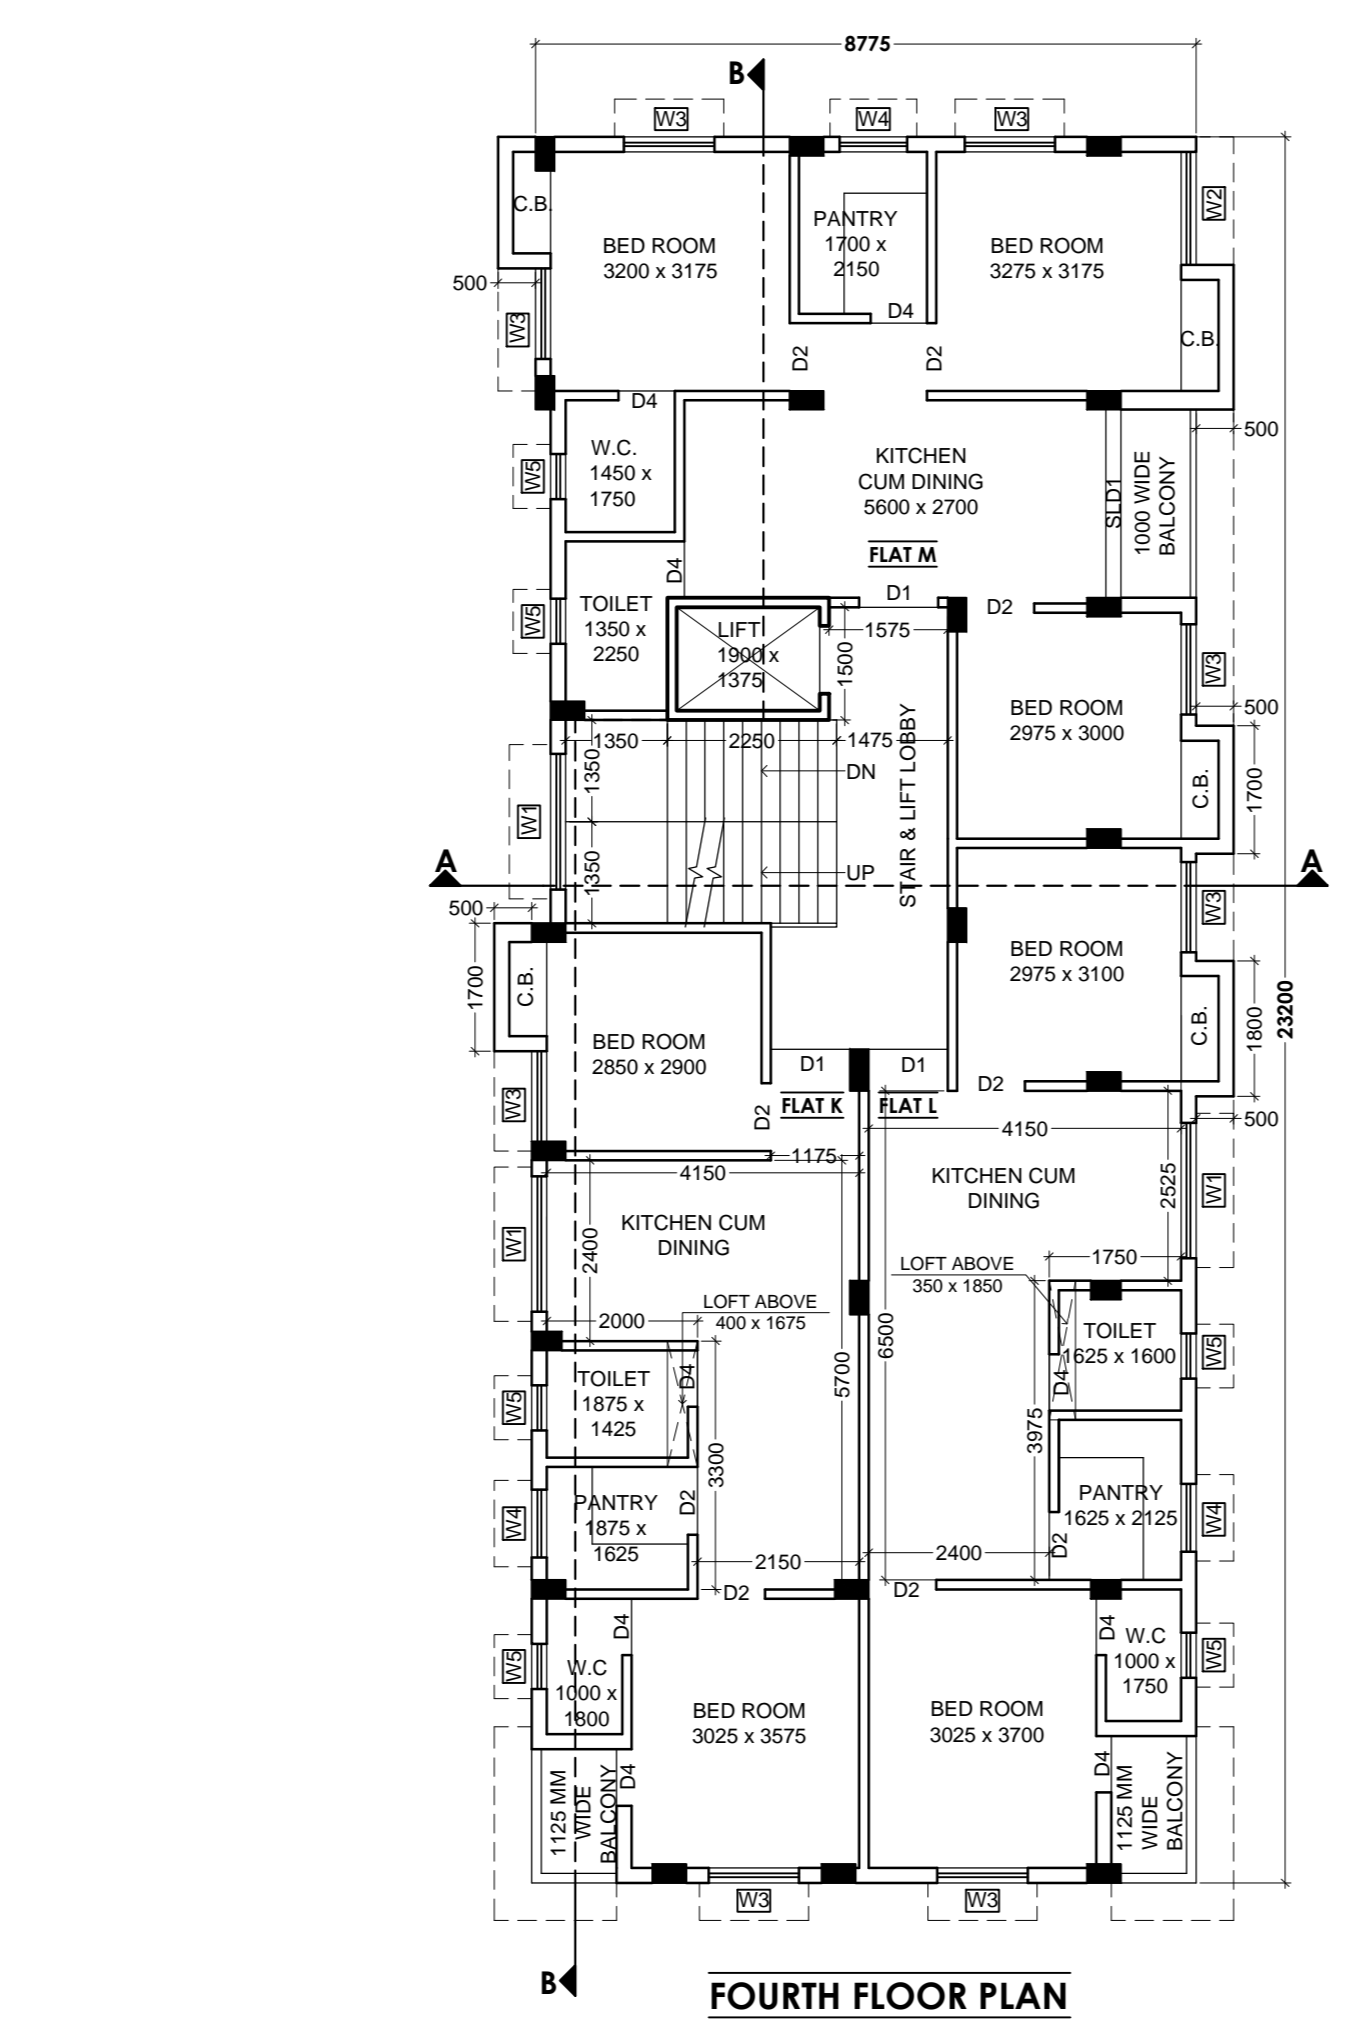 8775
B
W3
W4
W3
C.B.
BED ROOM
3200 x 3175
PANTRY
1700 x
2150
BED ROOM
3275 x 3175
W2
500
W3
D4
C.B.
D2
D2
D4
W.C.
1450 x
1750
W5
KITCHEN
CUM DINING
5600 x 2700
FLAT M
SLD1
1000 WIDE
BALCONY
500
D4
D1
D2
W5
TOILET
1350 x
2250
LIFT
1900 x
1375
1575
1500
W3
BED ROOM
2975 x 3000
500
1350
2250
1475
1350
DN
STAIR & LIFT LOBBY
C.B.
1700
W1
A
1350
UP
A
500
W3
C.B.
1700
BED ROOM
2975 x 3100
C.B.
1800
23200
BED ROOM
2850 x 2900
D1
D1
D2
W3
D2
FLAT K
FLAT L
500
4150
1175
4150
2525
W1
KITCHEN CUM
DINING
W1
2400
KITCHEN CUM
DINING
1750
LOFT ABOVE
350 x 1850
LOFT ABOVE
400 x 1675
2000
6500
TOILET
1625 x 1600
W5
D4
D4
TOILET
1875 x
1425
W5
5700
3975
3300
PANTRY
1875 x
1625
W4
D2
PANTRY
1625 x 2125
W4
2150
2400
D2
D2
D2
D4
W5
W.C
1000 x
1800
D4
W.C
1000 x
1750
W5
BED ROOM
3025 x 3575
BED ROOM
3025 x 3700
D4
D4
1125 MM
WIDE
BALCONY
1125 MM
WIDE
BALCONY
W3
W3
B
FOURTH FLOOR PLAN